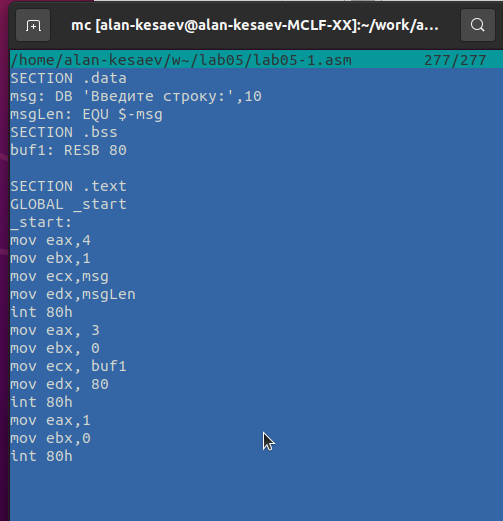 mc [alan-kesaev@alan-kesaev-MCLF-XX]:~/work/a...
/home/alan-kesaev/w~/lab05/lab05-1.asm 277/277
SECTION .data
msg: DB 'Введите строку:',10
msgLen: EQU $-msg
SECTION .bss
buf1: RESB 80

SECTION .text
GLOBAL _start
_start:
mov eax,4
mov ebx,1
mov ecx,msg
mov edx,msgLen
int 80h
mov eax, 3
mov ebx, 0
mov ecx, buf1
mov edx, 80
int 80h
mov eax,1
mov ebx,0
int 80h